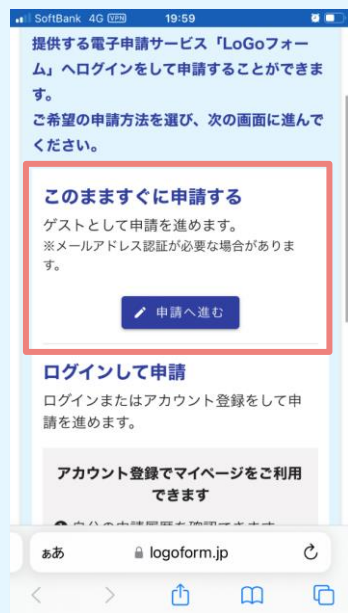 SoftBank 4G VPN 19:59
提供する電子申請サービス「LoGoフォー
ム」へログインをして申請することができま
す。
ご希望の申請方法を選び、次の画面に進んで
ください。
このまますぐに申請する
ゲストとして申請を進めます。
※メールアドレス認証が必要な場合がありま
す。
申請へ進む
ログインして申請
ログインまたはアカウント登録をして申
請を進めます。
アカウント登録でマイページをご利用
できます
ぁあ logoform.jp